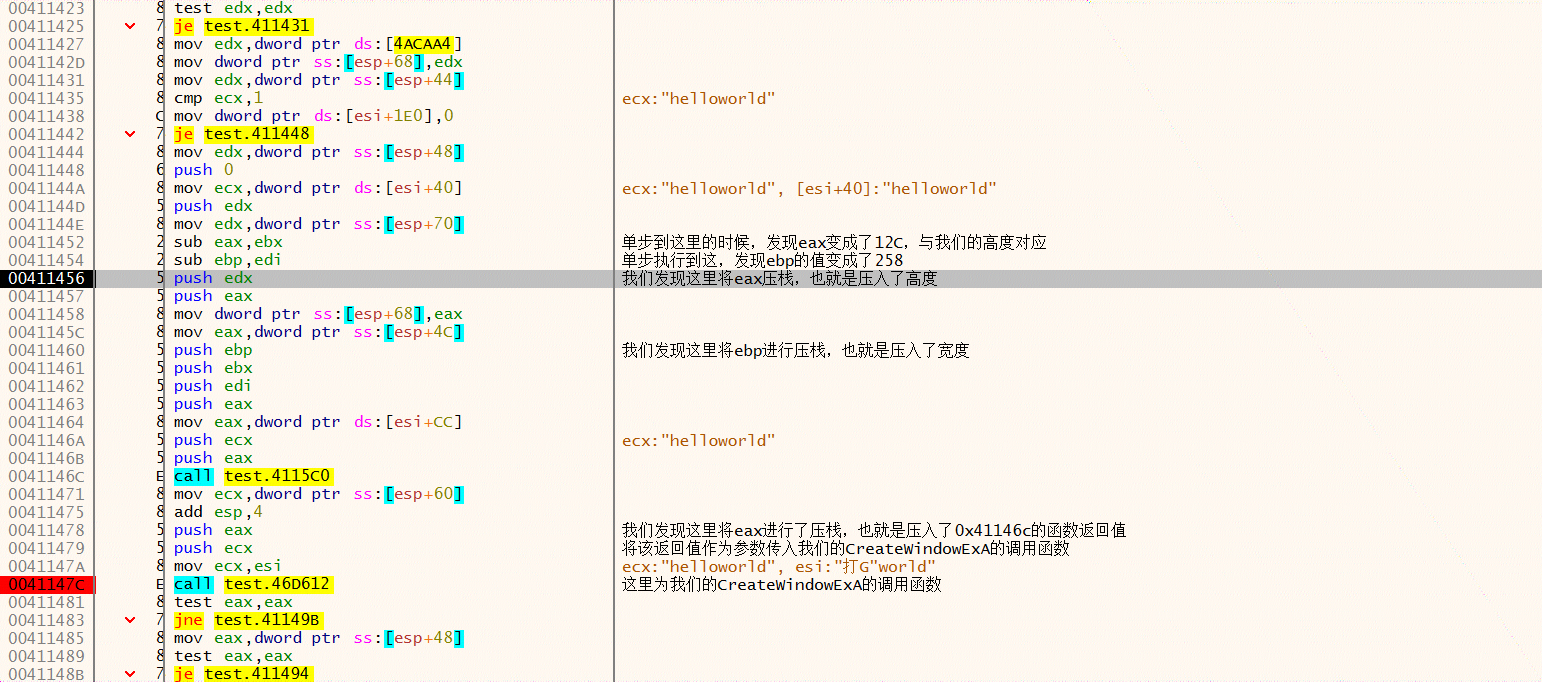 00411423 8 test edx,edx
00411425 7 je test.411431
00411427 8 mov edx,dword ptr ds:[4ACAA4]
0041142D 8 mov dword ptr ss:[esp+68],edx
00411431 8 mov edx,dword ptr ss:[esp+44]
00411435 8 cmp ecx,1 ecx:"helloworld"
00411438 C mov dword ptr ds:[esi+1E0],0
00411442 7 je test.411448
00411444 8 mov edx,dword ptr ss:[esp+48]
00411448 6 push 0
0041144A 8 mov ecx,dword ptr ds:[esi+40] ecx:"helloworld", [esi+40]:"helloworld"
0041144D 5 push edx
0041144E 8 mov edx,dword ptr ss:[esp+70]
00411452 2 sub eax,ebx 单步到这里的时候，发现eax变成了12C，与我们的高度对应
00411454 2 sub ebp,edi 单步执行到这，发现ebp的值变成了258
00411456 5 push edx 我们发现这里将eax压栈，也就是压入了高度
00411457 5 push eax
00411458 8 mov dword ptr ss:[esp+68],eax
0041145C 8 mov eax,dword ptr ss:[esp+4C]
00411460 5 push ebp 我们发现这里将ebp进行压栈，也就是压入了宽度
00411461 5 push ebx
00411462 5 push edi
00411463 5 push eax
00411464 8 mov eax,dword ptr ds:[esi+CC]
0041146A 5 push ecx ecx:"helloworld"
0041146B 5 push eax
0041146C E call test.4115C0
00411471 8 mov ecx,dword ptr ss:[esp+60]
00411475 8 add esp,4
00411478 5 push eax 我们发现这里将eax进行了压栈，也就是压入了0x41146c的函数返回值
00411479 5 push ecx 将该返回值作为参数传入我们的CreateWindowExA的调用函数
0041147A 8 mov ecx,esi ecx:"helloworld", esi:"打G"world"
0041147C E call test.46D612 这里为我们的CreateWindowExA的调用函数
00411481 8 test eax,eax
00411483 7 jne test.41149B
00411485 8 mov eax,dword ptr ss:[esp+48]
00411489 8 test eax,eax
0041148B 7 je test.411494